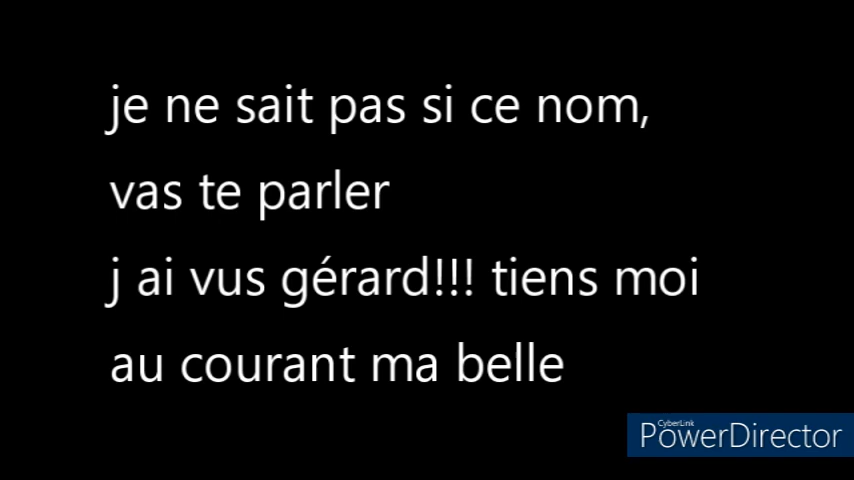 je ne sait pas si ce nom,
vas te parler
j ai vus gérard!!! tiens moi
au courant ma belle
CyberLink
PowerDirector